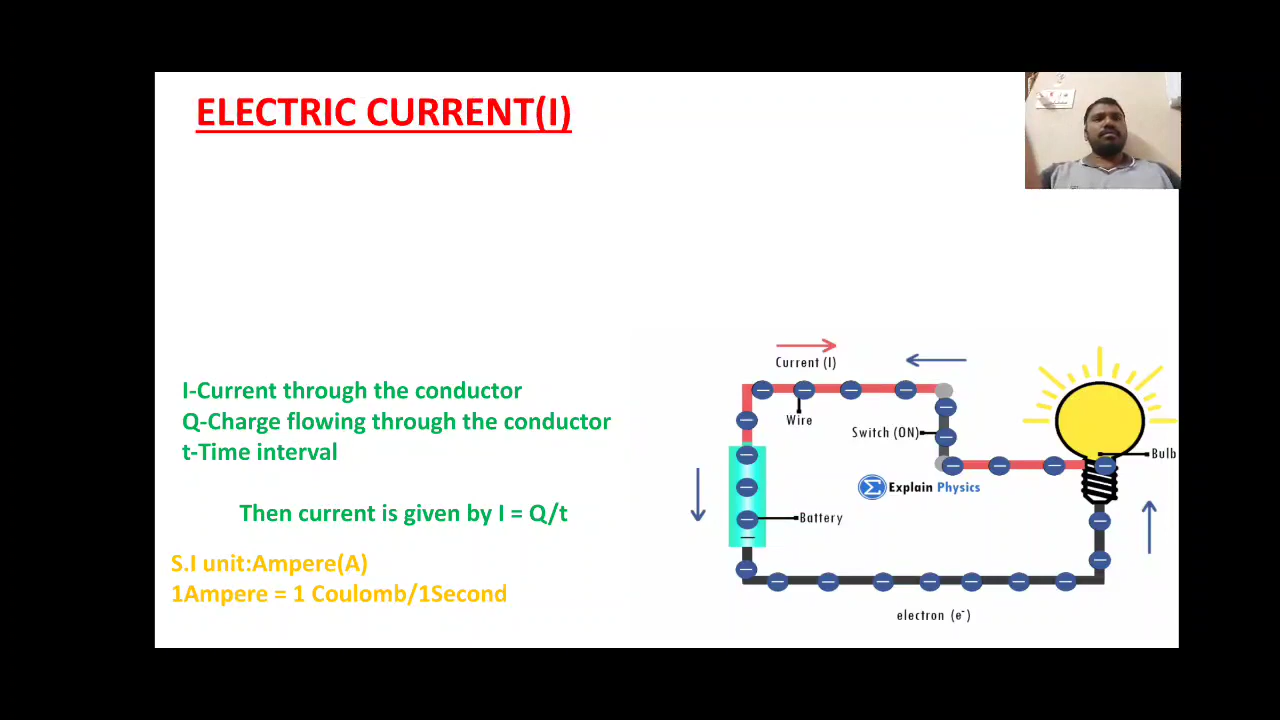 ELECTRIC CURRENT(I)
I-Current through the conductor
Q-Charge flowing through the conductor
t-Time interval
Then current is given by I = Q/t
S.I unit:Ampere(A)
1Ampere = 1 Coulomb/1Second
Current (I)
Wire
Switch (ON)
Bulb
Explain Physics
Battery
electron (e⁻)